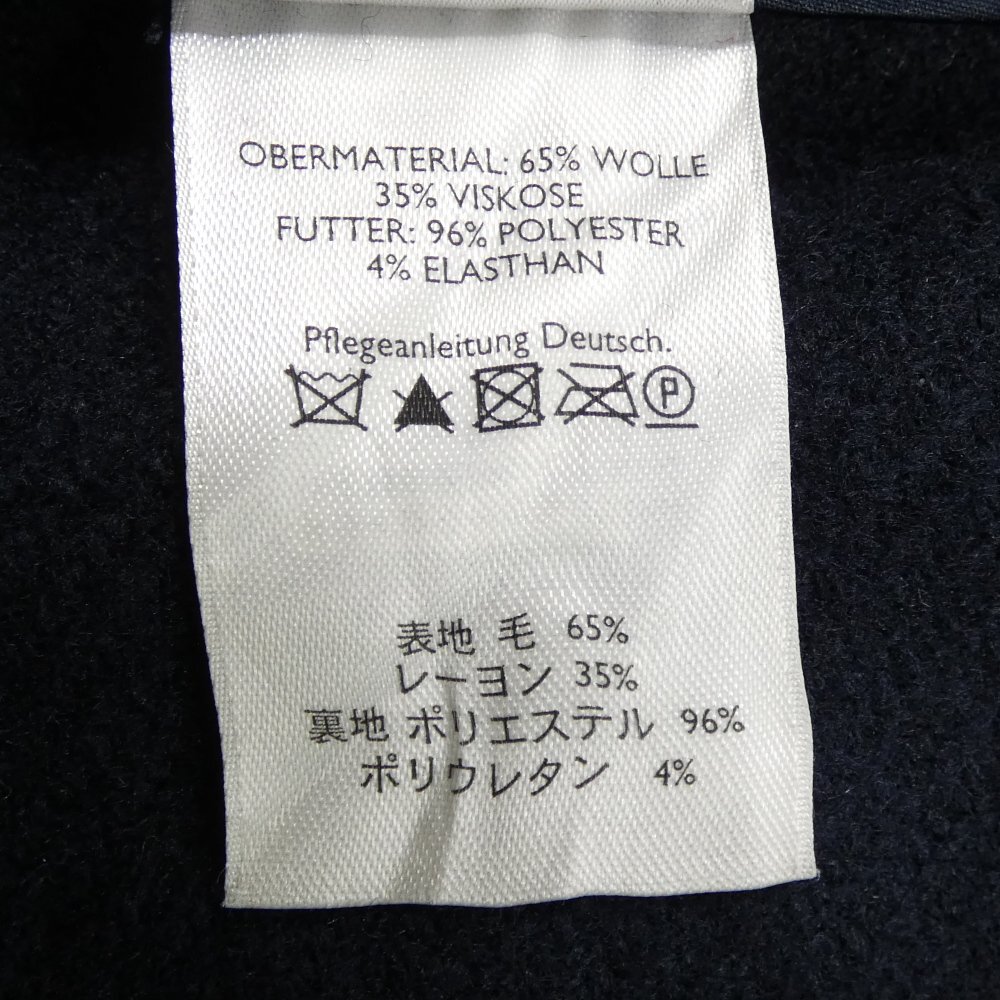 OBERMATERIAL: 65% WOLLE
35% VISKOSE
FUTTER: 96% POLYESTER
4% ELASTHAN
Pflegeanleitung Deutsch.
P
表地 毛 65%
レーヨン 35%
裏地 ポリエステル 96%
ポリウレタン 4%